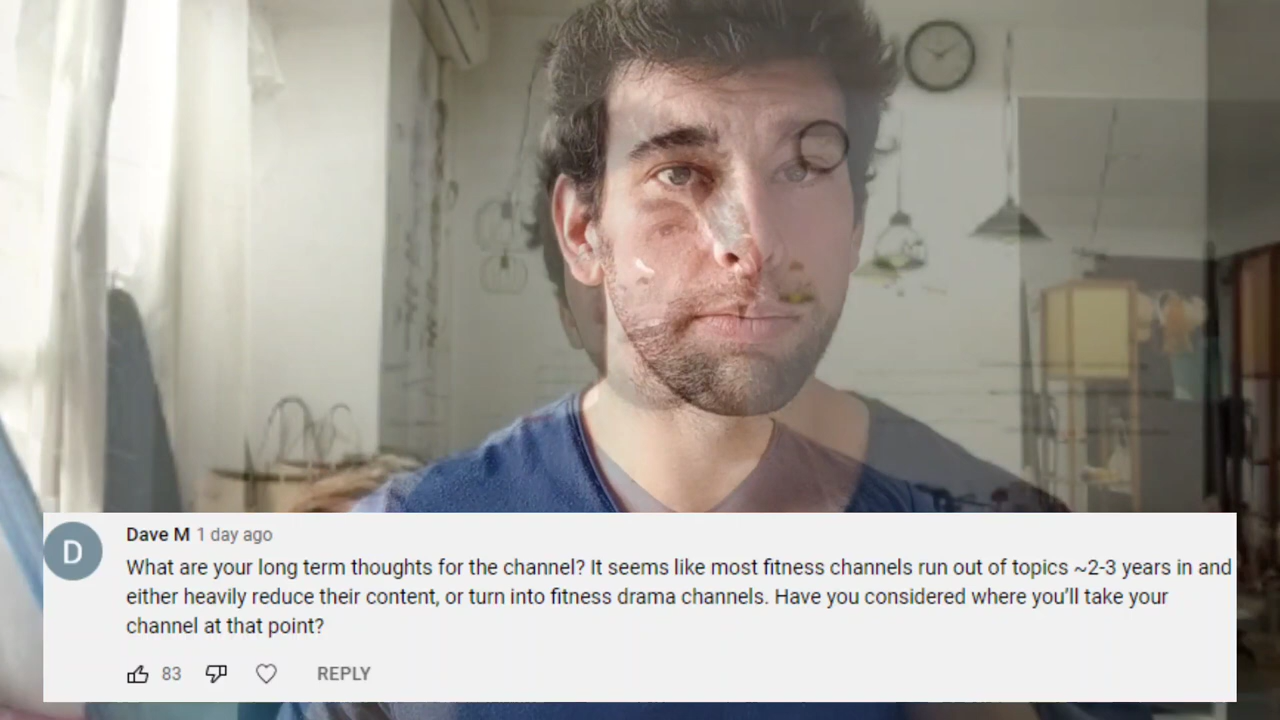 D
Dave M 1 day ago
What are your long term thoughts for the channel? It seems like most fitness channels run out of topics ~2-3 years in and
either heavily reduce their content, or turn into fitness drama channels. Have you considered where you'll take your
channel at that point?
83 REPLY